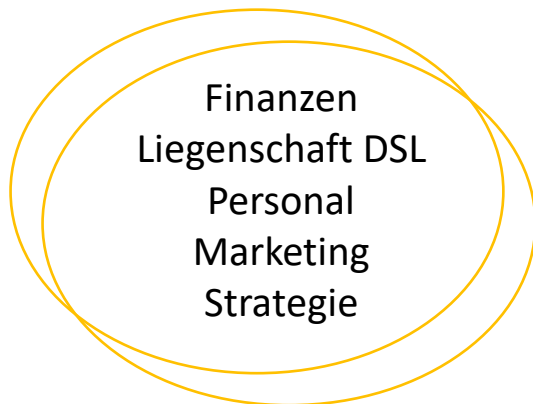 Finanzen
Liegenschaft DSL
Personal
Marketing
Strategie